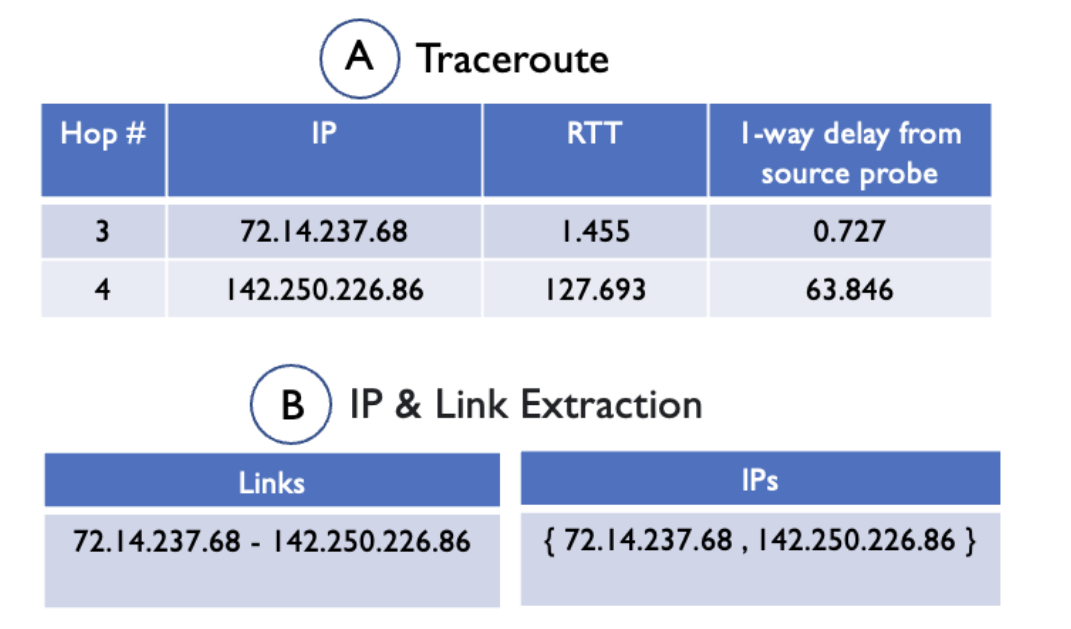 A Traceroute
Hop # IP RTT 1-way delay from
source probe
3 72.14.237.68 1.455 0.727
4 142.250.226.86 127.693 63.846
B IP & Link Extraction
Links IPs
72.14.237.68 - 142.250.226.86 { 72.14.237.68 , 142.250.226.86 }